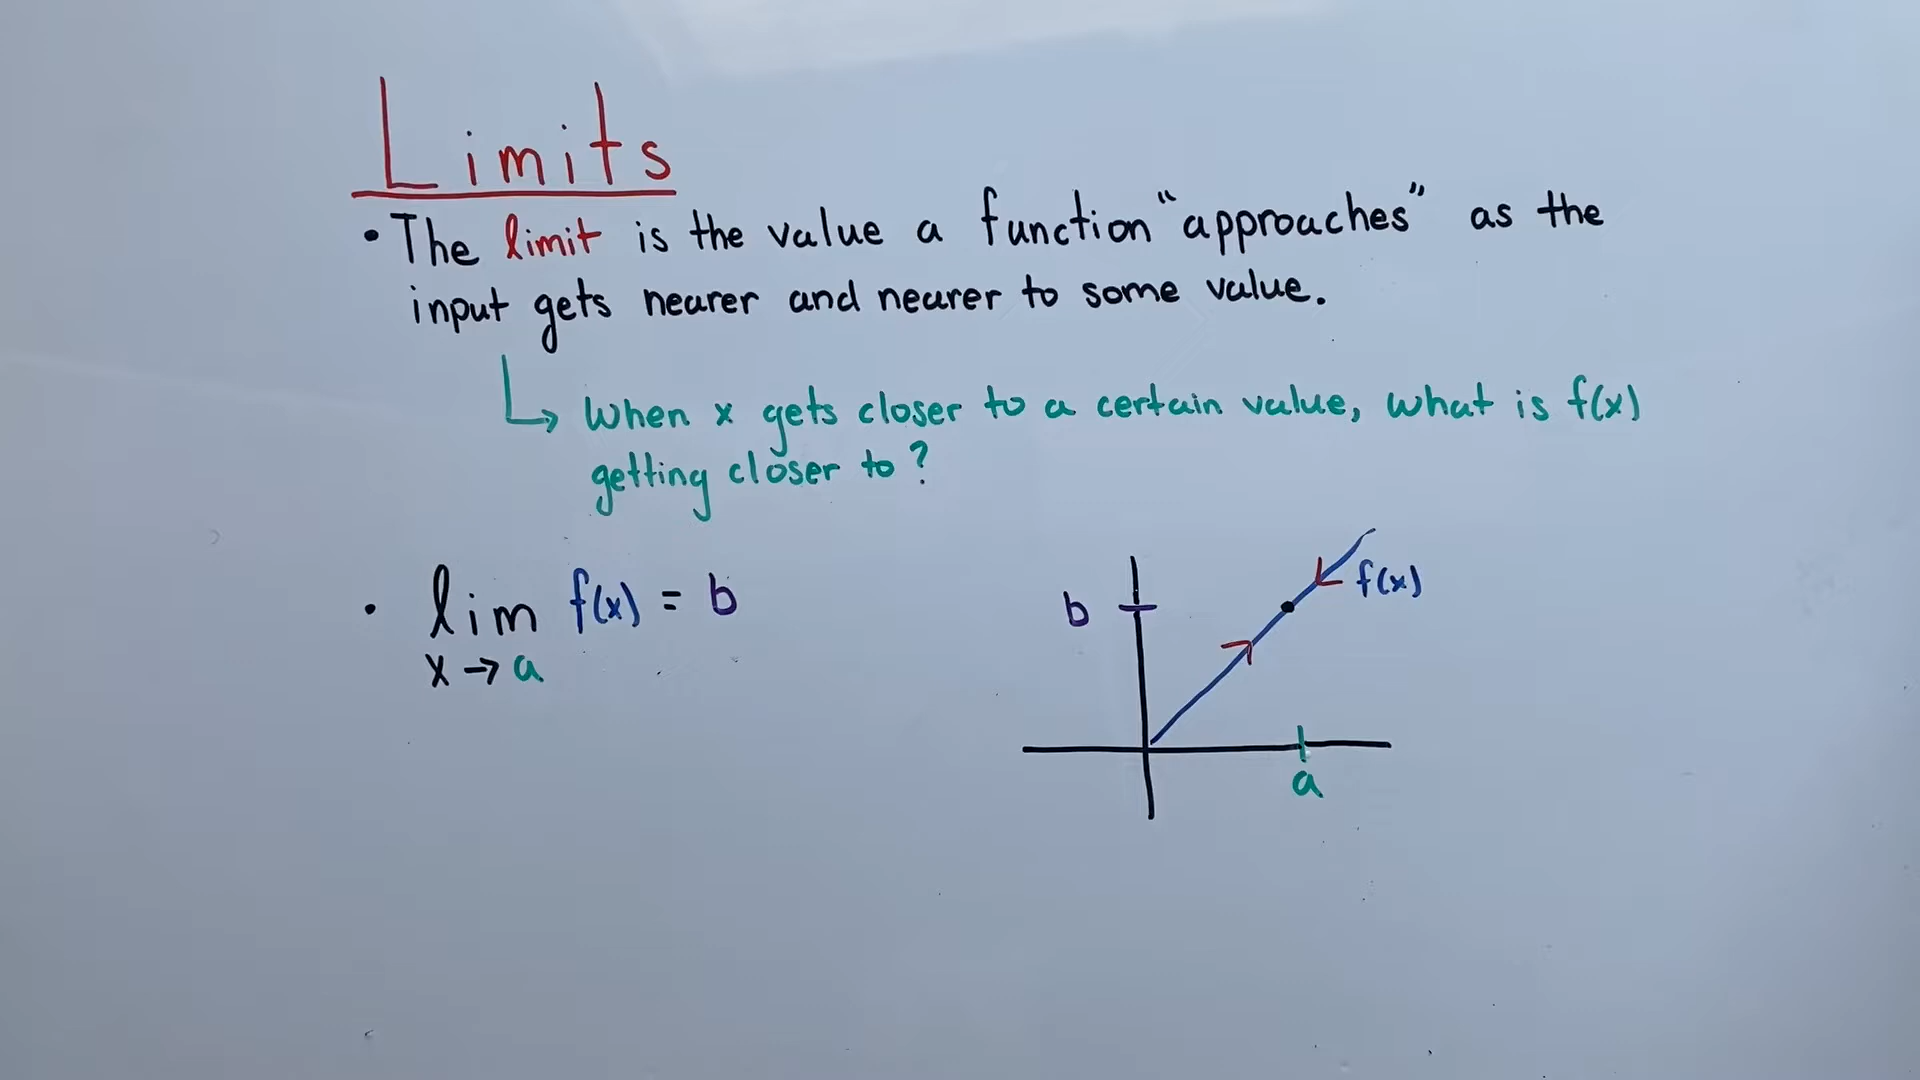 Limits
• The limit is the value a function "approaches" as the
input gets nearer and nearer to some value.
↳ When x gets closer to a certain value, what is f(x)
getting closer to?
• lim f(x) = b
x → a
b
f(x)
a